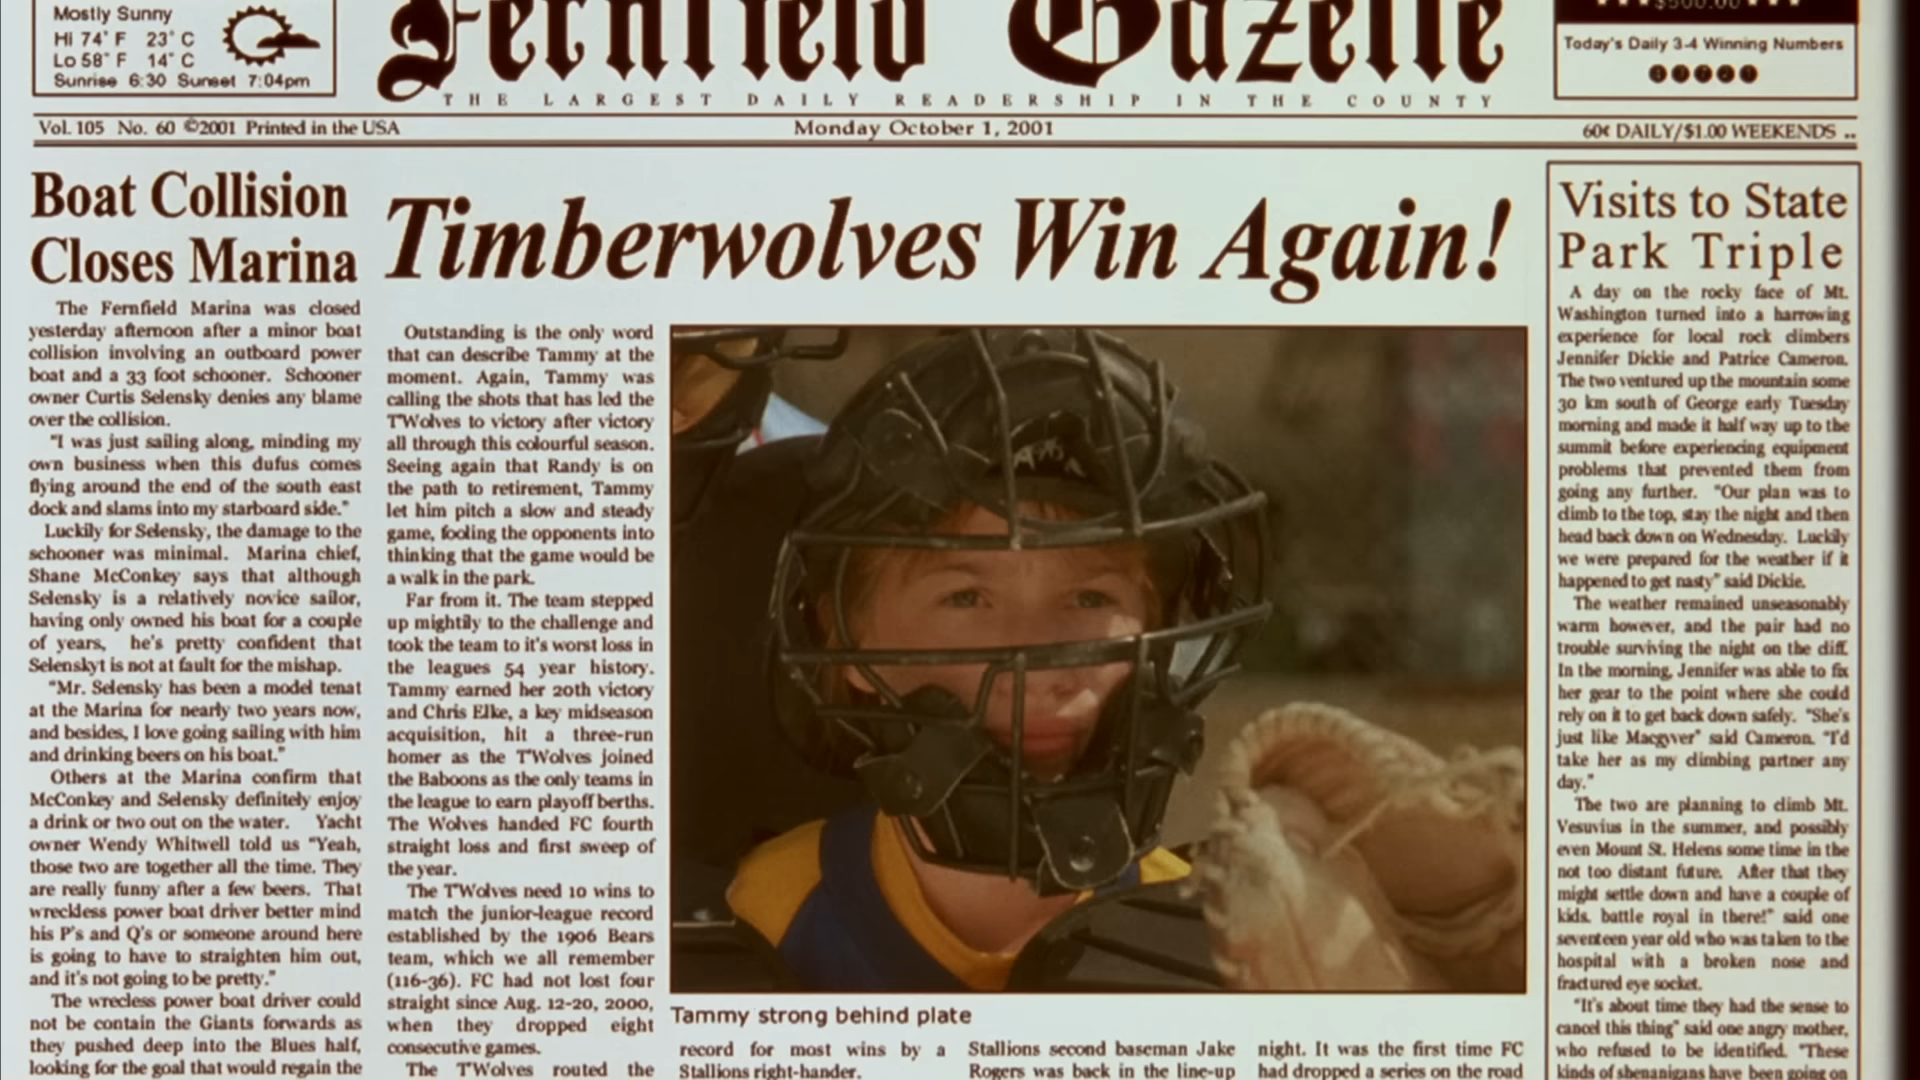 Mostly Sunny
Hi 74° F 23° C
Lo 58° F 14° C
Sunrise 6:30 Sunset 7:04pm
Fernfield Gazette
THE LARGEST DAILY READERSHIP IN THE COUNTY
$500.00
Today's Daily 3-4 Winning Numbers
Vol. 105 No. 60 ©2001 Printed in the USA
Monday October 1, 2001
60¢ DAILY/$1.00 WEEKENDS ..
Boat Collision
Closes Marina
The Fernfield Marina was closed
yesterday afternoon after a minor boat
collision involving an outboard power
boat and a 33 foot schooner. Schooner
owner Curtis Selensky denies any blame
over the collision.
"I was just sailing along, minding my
own business when this dufus comes
flying around the end of the south east
dock and slams into my starboard side."
Luckily for Selensky, the damage to the
schooner was minimal. Marina chief,
Shane McConkey says that although
Selensky is a relatively novice sailor,
having only owned his boat for a couple
of years, he's pretty confident that
Selenskyt is not at fault for the mishap.
"Mr. Selensky has been a model tenat
at the Marina for nearly two years now,
and besides, I love going sailing with him
and drinking beers on his boat."
Others at the Marina confirm that
McConkey and Selensky definitely enjoy
a drink or two out on the water. Yacht
owner Wendy Whitwell told us "Yeah,
those two are together all the time. They
are really funny after a few beers. That
wreckless power boat driver better mind
his P's and Q's or someone around here
is going to have to straighten him out,
and it's not going to be pretty."
The wrecless power boat driver could
not be contain the Giants forwards as
they pushed deep into the Blues half,
looking for the goal that would regain the
Timberwolves Win Again!
Outstanding is the only word
that can describe Tammy at the
moment. Again, Tammy was
calling the shots that has led the
T'Wolves to victory after victory
all through this colourful season.
Seeing again that Randy is on
the path to retirement, Tammy
let him pitch a slow and steady
game, fooling the opponents into
thinking that the game would be
a walk in the park.
Far from it. The team stepped
up mightily to the challenge and
took the team to it's worst loss in
the leagues 54 year history.
Tammy earned her 20th victory
and Chris Elke, a key midseason
acquisition, hit a three-run
homer as the T'Wolves joined
the Baboons as the only teams in
the league to earn playoff berths.
The Wolves handed FC fourth
straight loss and first sweep of
the year.
The T'Wolves need 10 wins to
match the junior-league record
established by the 1906 Bears
team, which we all remember
(116-36). FC had not lost four
straight since Aug. 12-20, 2000,
when they dropped eight
consecutive games.
The T'Wolves routed the
Tammy strong behind plate
record for most wins by a
Stallions right-hander.
Stallions second baseman Jake
Rogers was back in the line-up
night. It was the first time FC
had dropped a series on the road
Visits to State
Park Triple
A day on the rocky face of Mt.
Washington turned into a harrowing
experience for local rock climbers
Jennifer Dickie and Patrice Cameron.
The two ventured up the mountain some
30 km south of George early Tuesday
morning and made it half way up to the
summit before experiencing equipment
problems that prevented them from
going any further. "Our plan was to
climb to the top, stay the night and then
head back down on Wednesday. Luckily
we were prepared for the weather if it
happened to get nasty" said Dickie.
The weather remained unseasonably
warm however, and the pair had no
trouble surviving the night on the cliff.
In the morning, Jennifer was able to fix
her gear to the point where she could
rely on it to get back down safely. "She's
just like Macgyver" said Cameron. "I'd
take her as my climbing partner any
day."
The two are planning to climb Mt.
Vesuvius in the summer, and possibly
even Mount St. Helens some time in the
not too distant future. After that they
might settle down and have a couple of
kids, battle royal in there!" said one
seventeen year old who was taken to the
hospital with a broken nose and
fractured eye socket.
"It's about time they had the sense to
cancel this thing" said one angry mother,
who refused to be identified. "These
kinds of shenanigans have been going on